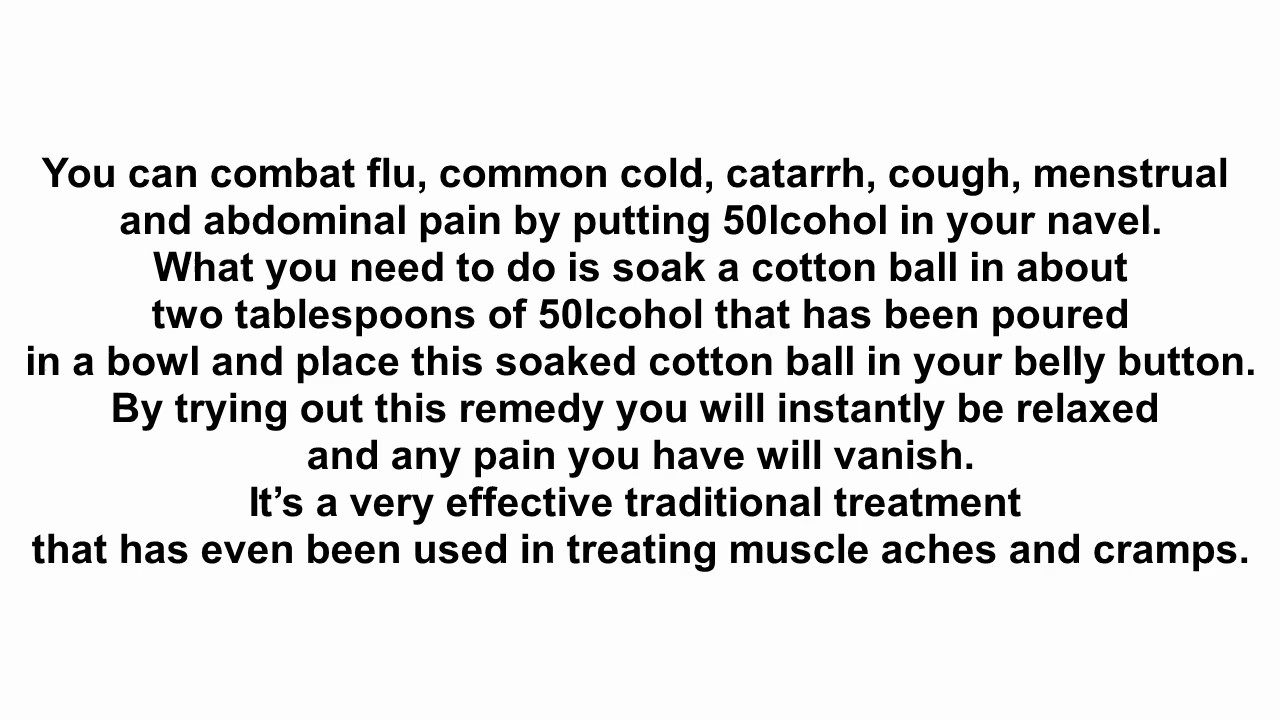 You can combat flu, common cold, catarrh, cough, menstrual
and abdominal pain by putting 50lcohol in your navel.
What you need to do is soak a cotton ball in about
two tablespoons of 50lcohol that has been poured
in a bowl and place this soaked cotton ball in your belly button.
By trying out this remedy you will instantly be relaxed
and any pain you have will vanish.
It’s a very effective traditional treatment
that has even been used in treating muscle aches and cramps.